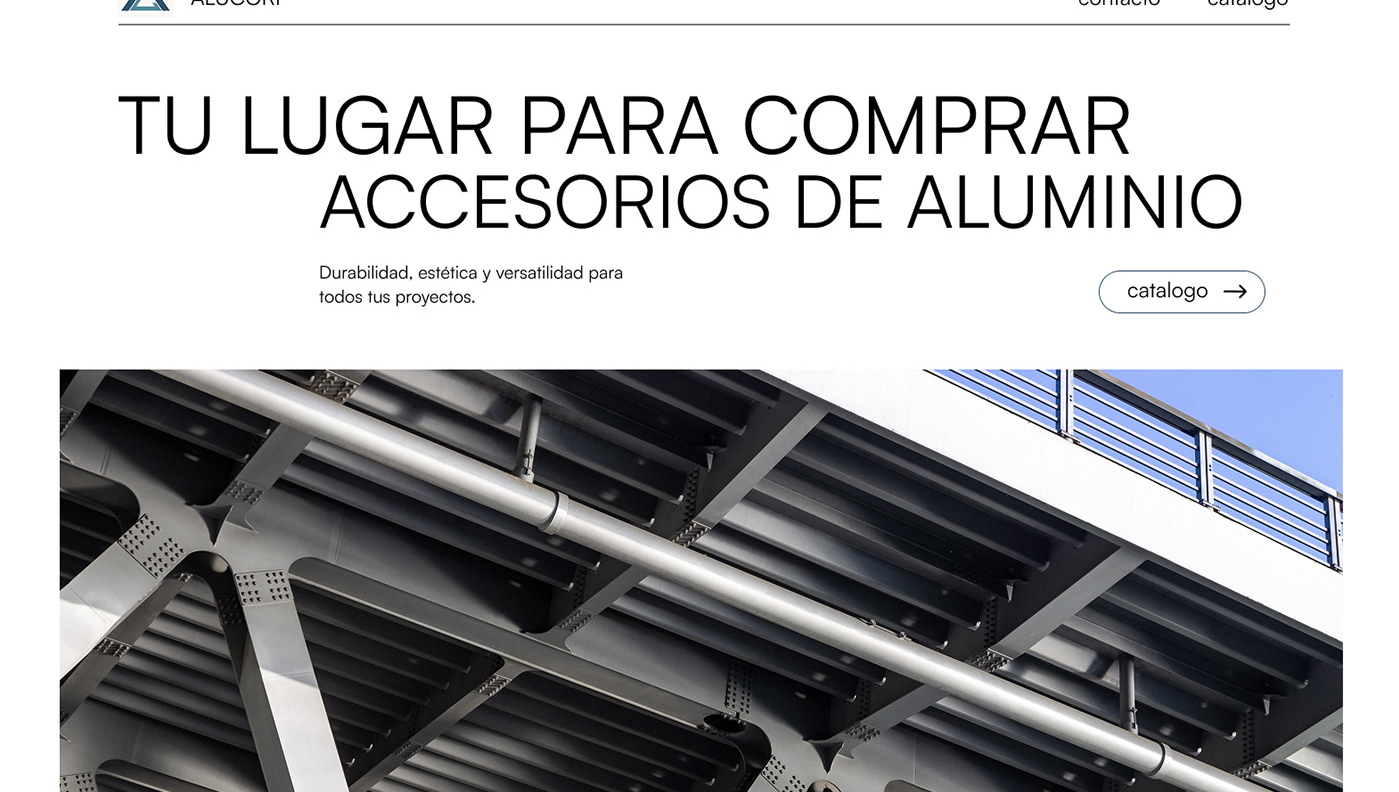 contacto catalogo
TU LUGAR PARA COMPRAR
ACCESORIOS DE ALUMINIO
Durabilidad, estética y versatilidad para
todos tus proyectos.
catalogo